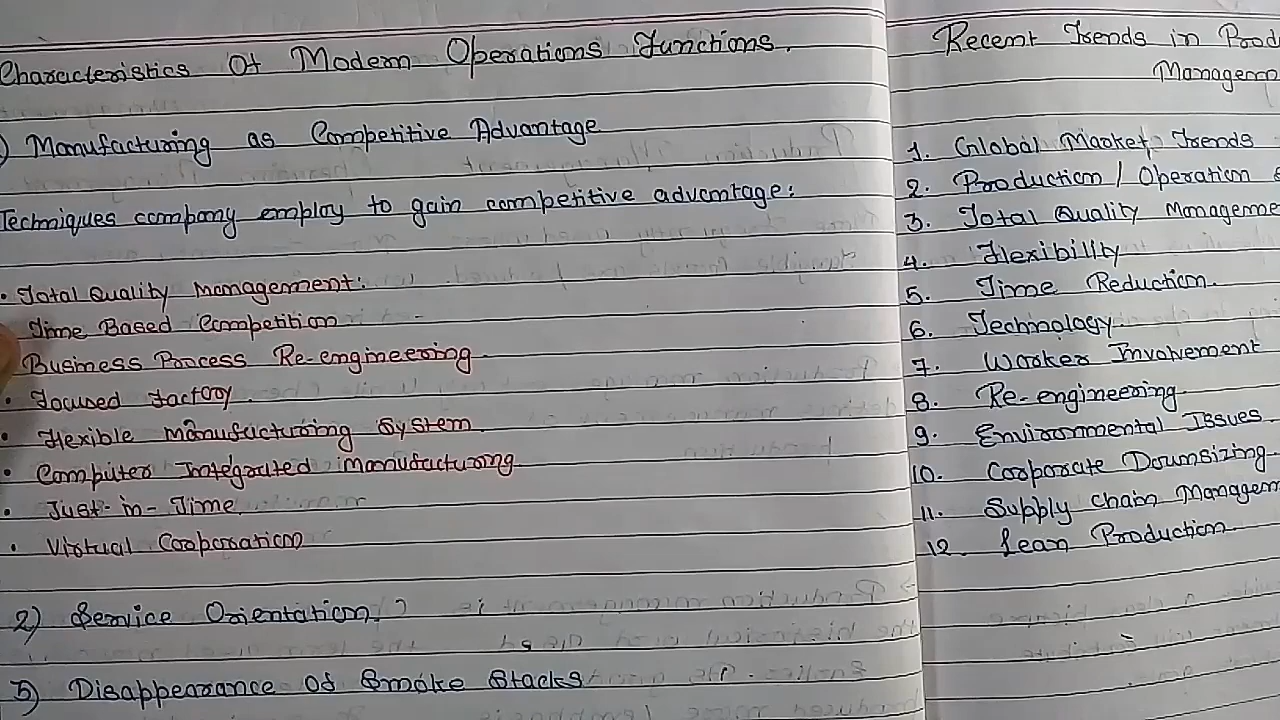 Characteristics Of Modern Operations Functions.
) Manufacturing as Competitive Advantage
Techniques company employ to gain competitive advantage:
• Total Quality Management:
Time Based Competition
Business Process Re-engineering
• Focused Factory.
• Flexible Manufacturing System
• Computer Integrated manufacturing
• Just-in-Time
• Virtual Corporation
2) Service Orientation
3) Disappearance of Smoke Stacks
Recent Trends in Prod
Managem
1. Global Market Trends
2. Production / Operation S
3. Total Quality Manageme
4. Flexibility
5. Time Reduction.
6. Technology
7. Worker Involvement
8. Re-engineering
9. Environmental Issues
10. Corporate Downsizing
11. Supply Chain Managem
12. Lean Production